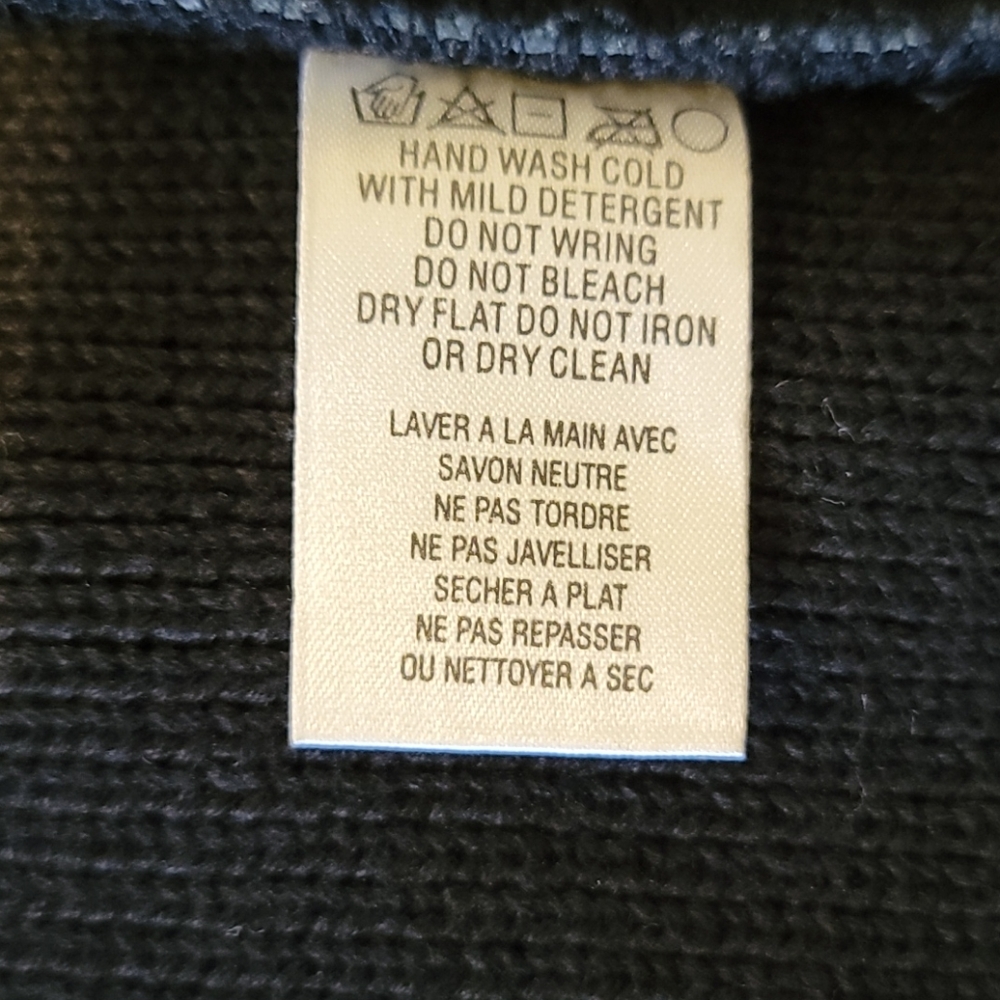 HAND WASH COLD
WITH MILD DETERGENT
DO NOT WRING
DO NOT BLEACH
DRY FLAT DO NOT IRON
OR DRY CLEAN
LAVER A LA MAIN AVEC
SAVON NEUTRE
NE PAS TORDRE
NE PAS JAVELLISER
SECHER A PLAT
NE PAS REPASSER
OU NETTOYER A SEC